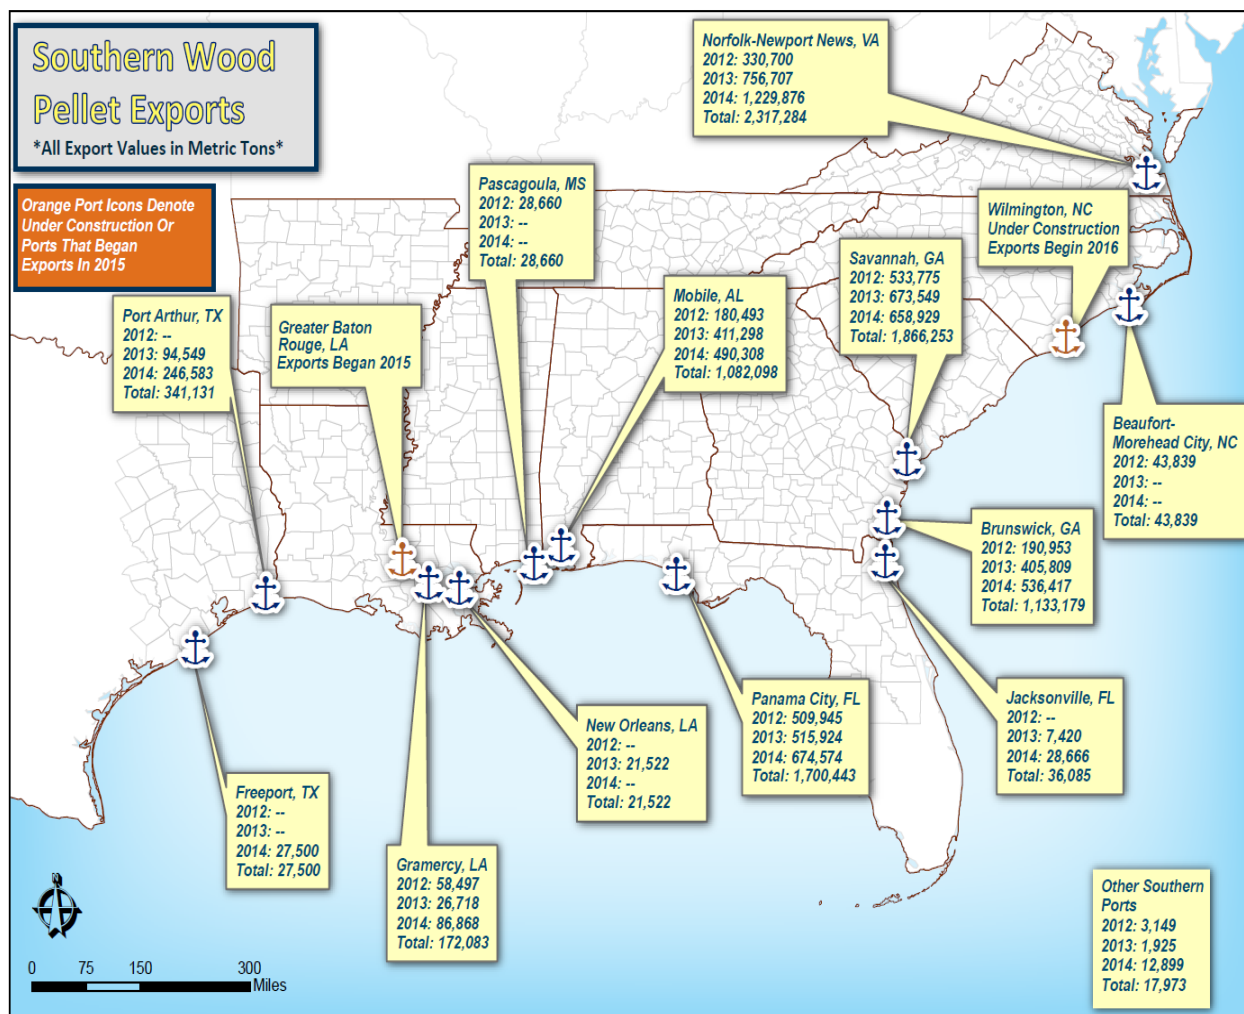 Southern Wood
Pellet Exports
*All Export Values in Metric Tons*
Orange Port Icons Denote
Under Construction Or
Ports That Began
Exports In 2015
Norfolk-Newport News, VA
2012: 330,700
2013: 756,707
2014: 1,229,876
Total: 2,317,284
Pascagoula, MS
2012: 28,660
2013: --
2014: --
Total: 28,660
Wilmington, NC
Under Construction
Exports Begin 2016
Savannah, GA
2012: 533,775
2013: 673,549
2014: 658,929
Total: 1,866,253
Mobile, AL
2012: 180,493
2013: 411,298
2014: 490,308
Total: 1,082,098
Port Arthur, TX
2012: --
2013: 94,549
2014: 246,583
Total: 341,131
Greater Baton
Rouge, LA
Exports Began 2015
Beaufort-
Morehead City, NC
2012: 43,839
2013: --
2014: --
Total: 43,839
Brunswick, GA
2012: 190,953
2013: 405,809
2014: 536,417
Total: 1,133,179
Jacksonville, FL
2012: --
2013: 7,420
2014: 28,666
Total: 36,085
Panama City, FL
2012: 509,945
2013: 515,924
2014: 674,574
Total: 1,700,443
New Orleans, LA
2012: --
2013: 21,522
2014: --
Total: 21,522
Freeport, TX
2012: --
2013: --
2014: 27,500
Total: 27,500
Gramercy, LA
2012: 58,497
2013: 26,718
2014: 86,868
Total: 172,083
Other Southern
Ports
2012: 3,149
2013: 1,925
2014: 12,899
Total: 17,973
N
0 75 150 300
Miles